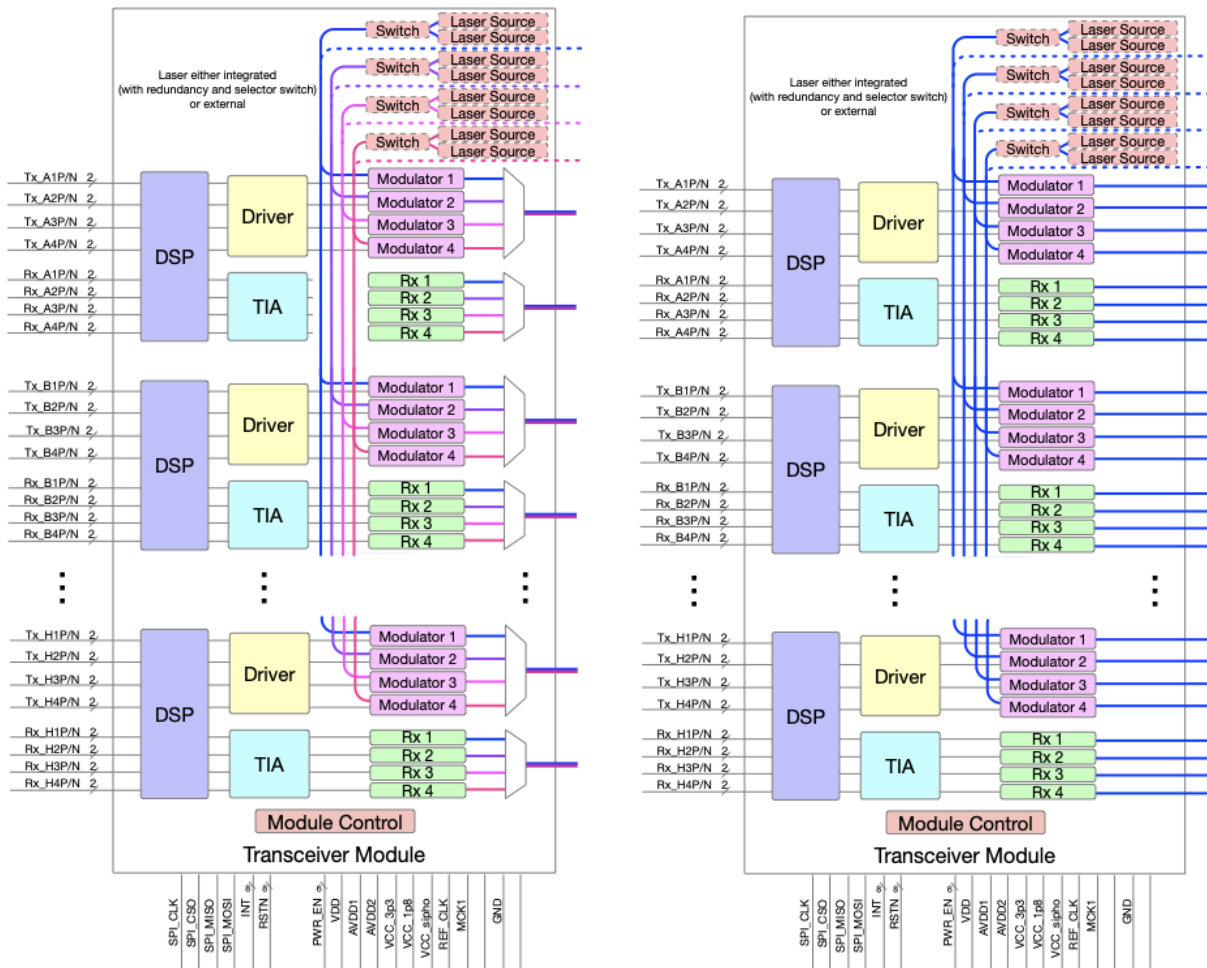 Switch
Laser Source
Laser Source
Switch
Laser Source
Laser Source
Switch
Laser Source
Laser Source
Switch
Laser Source
Laser Source
Laser either integrated
(with redundancy and selector switch)
or external
Tx_A1P/N 2
Tx_A2P/N 2
Tx_A3P/N 2
Tx_A4P/N 2
Rx_A1P/N 2
Rx_A2P/N 2
Rx_A3P/N 2
Rx_A4P/N 2
DSP
Driver
TIA
Modulator 1
Modulator 2
Modulator 3
Modulator 4
Rx 1
Rx 2
Rx 3
Rx 4
Tx_B1P/N 2
Tx_B2P/N 2
Tx_B3P/N 2
Tx_B4P/N 2
Rx_B1P/N 2
Rx_B2P/N 2
Rx_B3P/N 2
Rx_B4P/N 2
DSP
Driver
TIA
Modulator 1
Modulator 2
Modulator 3
Modulator 4
Rx 1
Rx 2
Rx 3
Rx 4
Tx_H1P/N 2
Tx_H2P/N 2
Tx_H3P/N 2
Tx_H4P/N 2
Rx_H1P/N 2
Rx_H2P/N 2
Rx_H3P/N 2
Rx_H4P/N 2
DSP
Driver
TIA
Modulator 1
Modulator 2
Modulator 3
Modulator 4
Rx 1
Rx 2
Rx 3
Rx 4
Module Control
Transceiver Module
SPI_CLK
SPI_CSO
SPI_MISO
SPI_MOSI
INT
RSTN
PWR_EN
VDD
AVDD1
AVDD2
VCC_3p3
VCC_1p8
VCC_sipho
REF_CLK
MCK1
GND
Switch
Laser Source
Laser Source
Switch
Laser Source
Laser Source
Switch
Laser Source
Laser Source
Switch
Laser Source
Laser Source
Laser either integrated
(with redundancy and selector switch)
or external
Tx_A1P/N 2
Tx_A2P/N 2
Tx_A3P/N 2
Tx_A4P/N 2
Rx_A1P/N 2
Rx_A2P/N 2
Rx_A3P/N 2
Rx_A4P/N 2
DSP
Driver
TIA
Modulator 1
Modulator 2
Modulator 3
Modulator 4
Rx 1
Rx 2
Rx 3
Rx 4
Tx_B1P/N 2
Tx_B2P/N 2
Tx_B3P/N 2
Tx_B4P/N 2
Rx_B1P/N 2
Rx_B2P/N 2
Rx_B3P/N 2
Rx_B4P/N 2
DSP
Driver
TIA
Modulator 1
Modulator 2
Modulator 3
Modulator 4
Rx 1
Rx 2
Rx 3
Rx 4
Tx_H1P/N 2
Tx_H2P/N 2
Tx_H3P/N 2
Tx_H4P/N 2
Rx_H1P/N 2
Rx_H2P/N 2
Rx_H3P/N 2
Rx_H4P/N 2
DSP
Driver
TIA
Modulator 1
Modulator 2
Modulator 3
Modulator 4
Rx 1
Rx 2
Rx 3
Rx 4
Module Control
Transceiver Module
SPI_CLK
SPI_CSO
SPI_MISO
SPI_MOSI
INT
RSTN
PWR_EN
VDD
AVDD1
AVDD2
VCC_3p3
VCC_1p8
VCC_sipho
REF_CLK
MCK1
GND